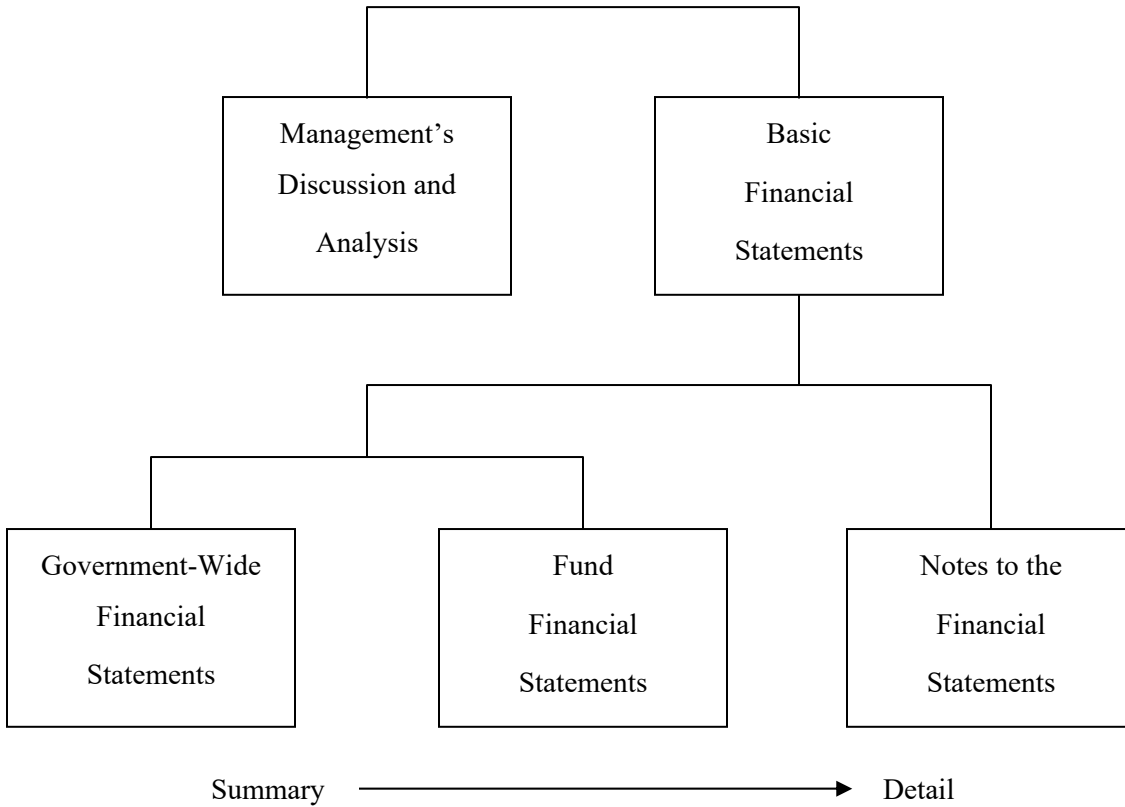 Management’s
Discussion and
Analysis
Basic
Financial
Statements
Government-Wide
Financial
Statements
Fund
Financial
Statements
Notes to the
Financial
Statements
Summary
Detail